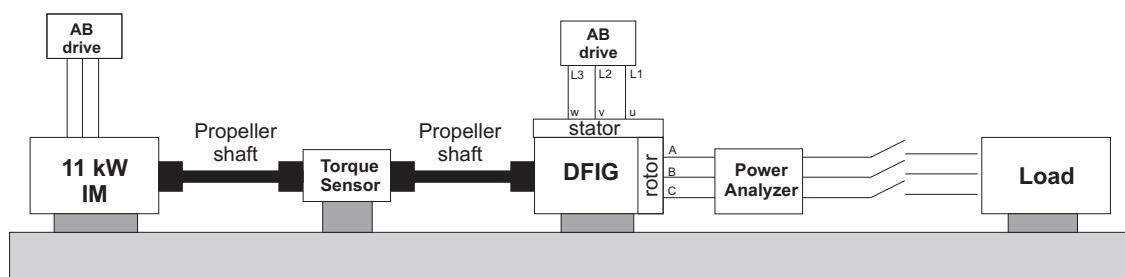 AB
drive
AB
drive
L3
L2
L1
w
v
u
Propeller
shaft
Propeller
shaft
stator
11 kW
IM
Torque
Sensor
DFIG
rotor
A
B
C
Power
Analyzer
Load